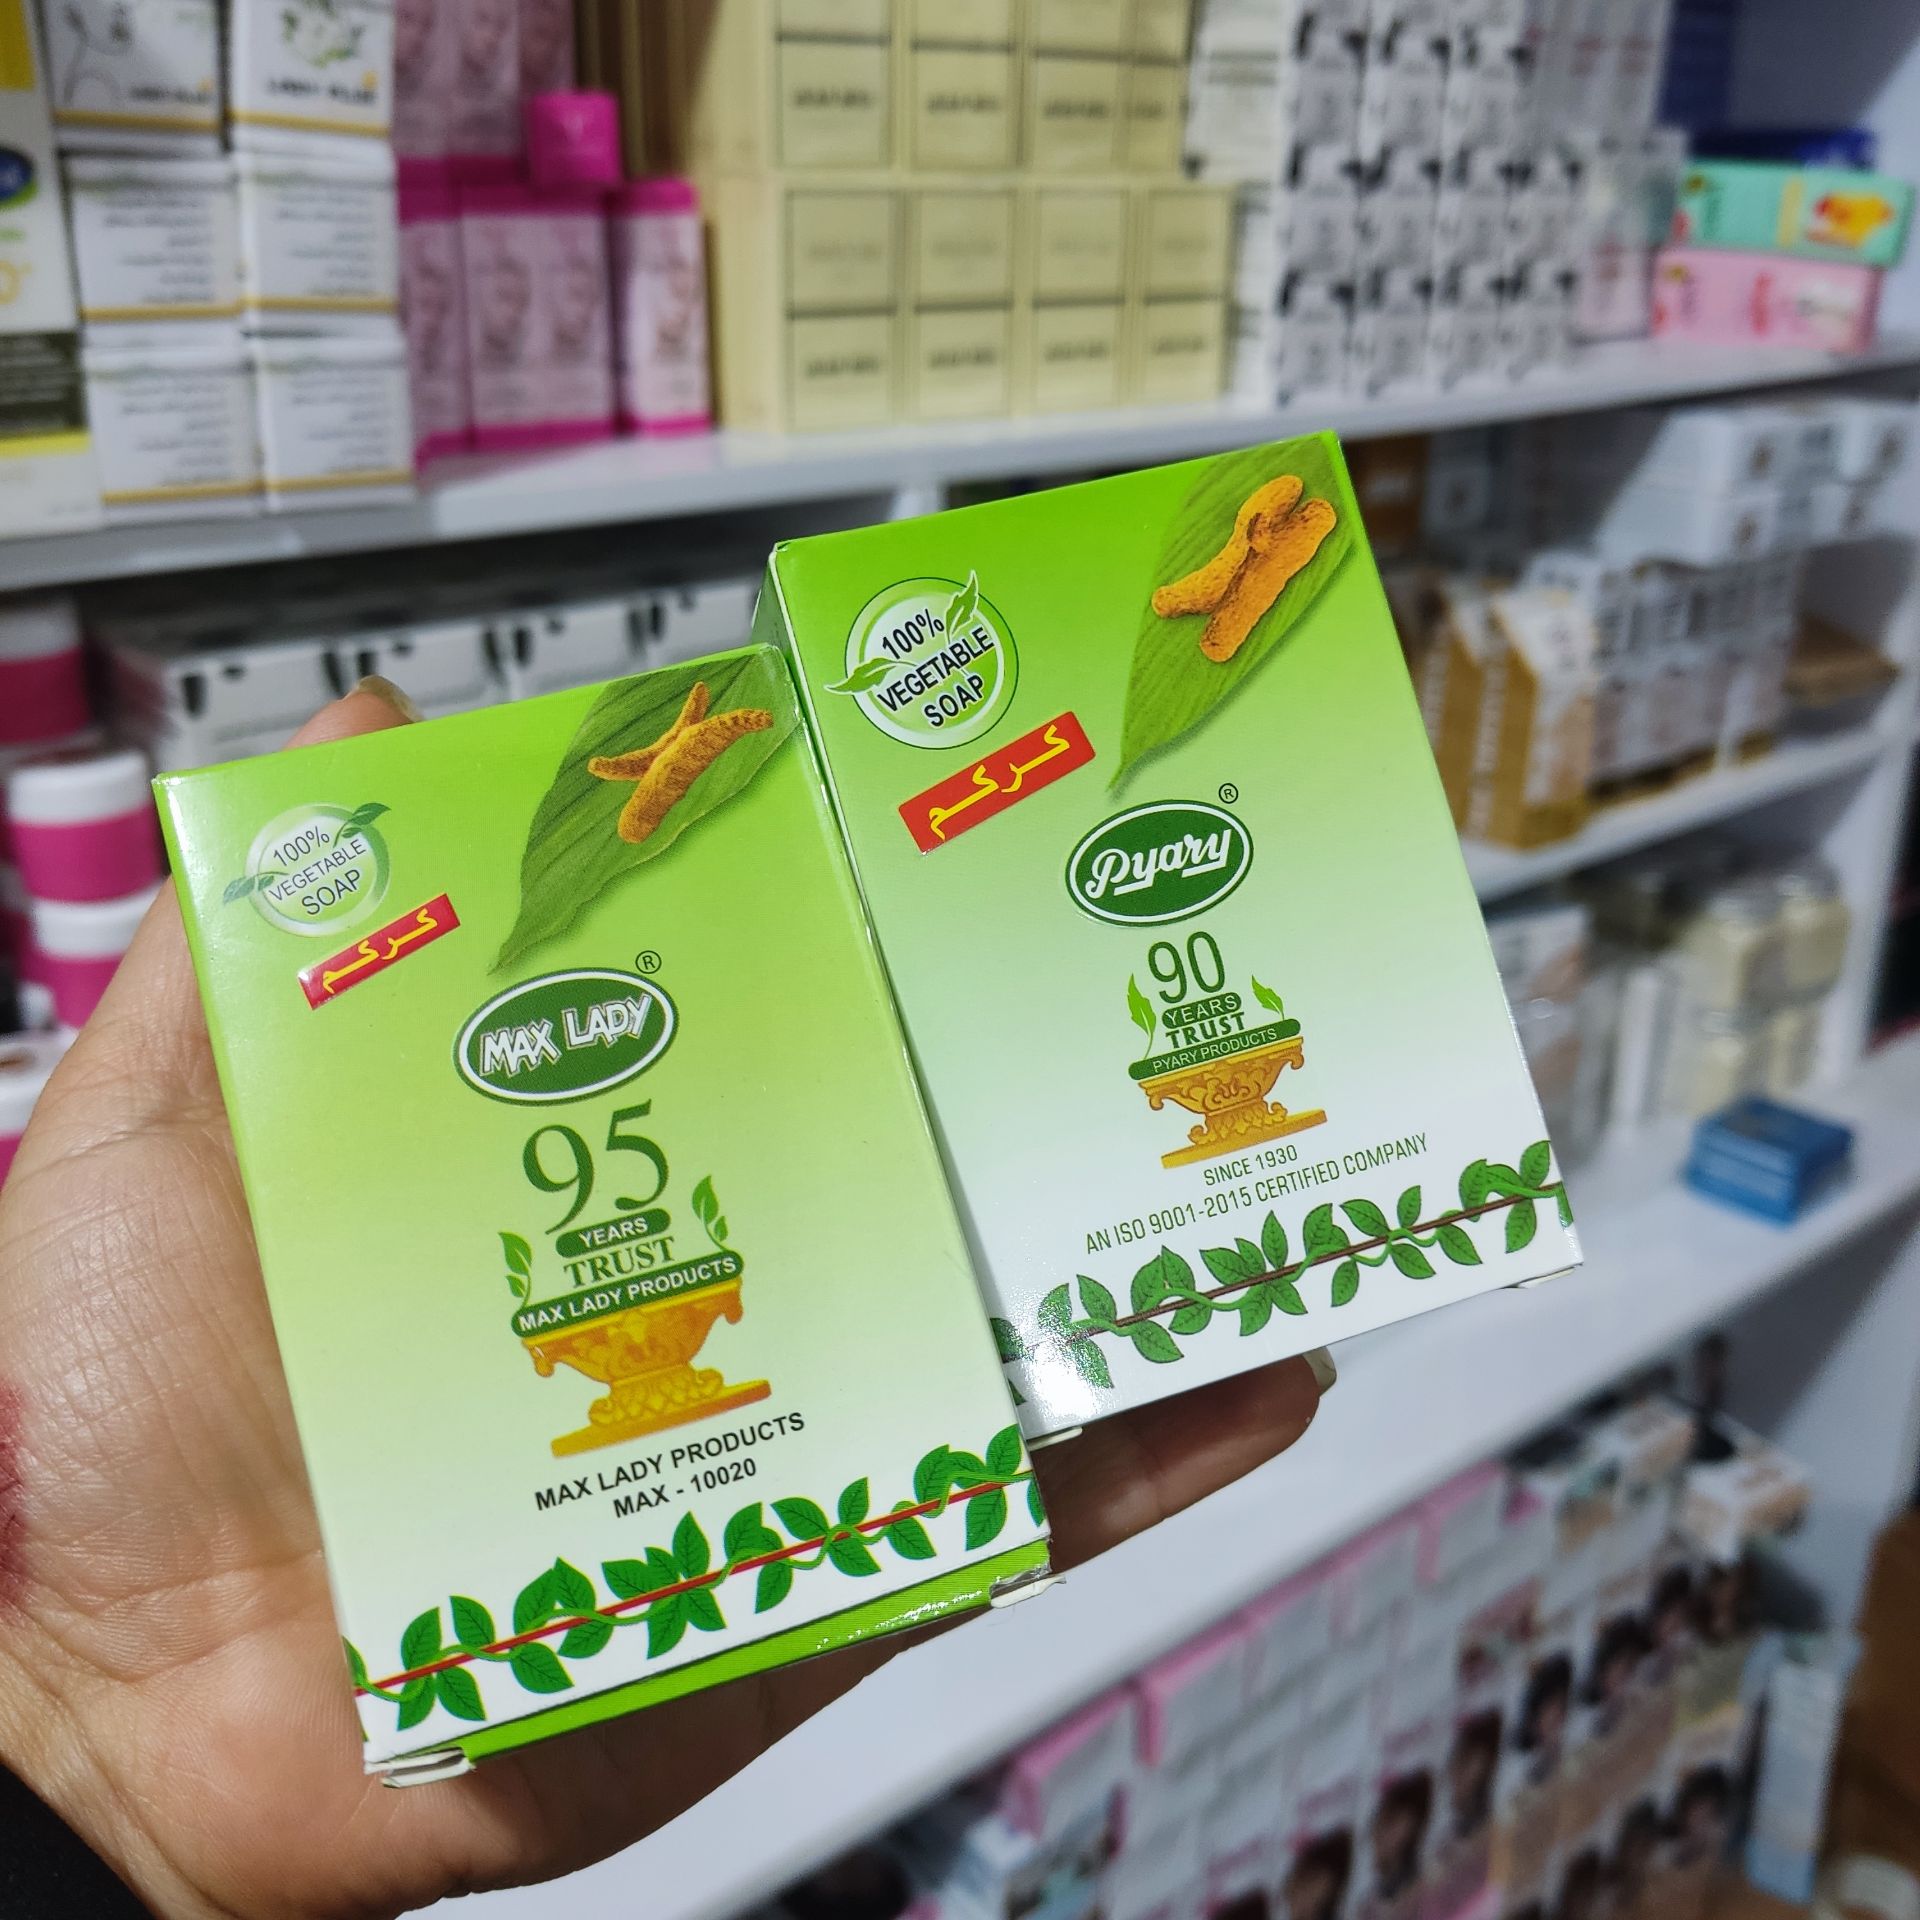 100%
VEGETABLE
SOAP
كركم
MAX LADY
®
95
YEARS
TRUST
MAX LADY PRODUCTS
MAX LADY PRODUCTS
MAX - 10020
100%
VEGETABLE
SOAP
كركم
Pyary
®
90
YEARS
TRUST
PYARY PRODUCTS
SINCE 1930
AN ISO 9001-2015 CERTIFIED COMPANY